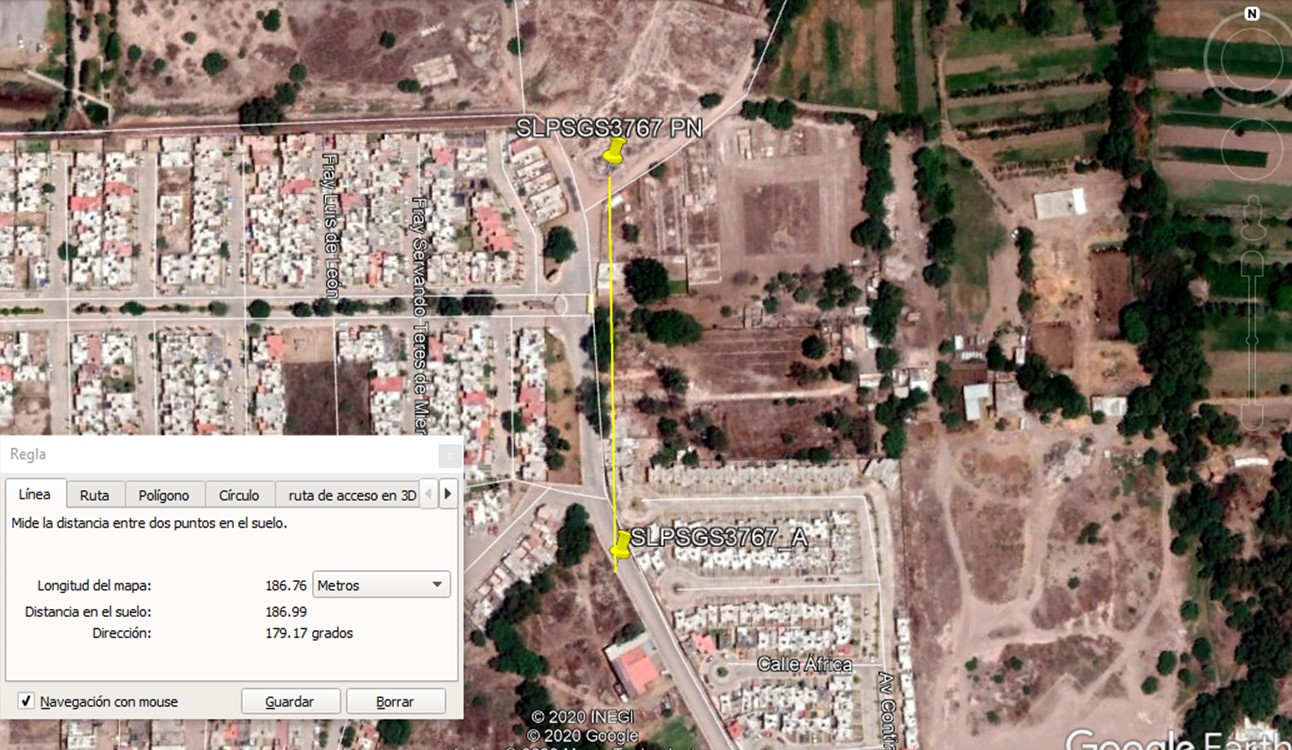 N
SLPSGS3767 PN
Fray Luis de León
Fray Servando Teres de Mier
Regla
Línea
Ruta
Polígono
Círculo
ruta de acceso en 3D
Mide la distancia entre dos puntos en el suelo.
Longitud del mapa: 186.76 Metros
Distancia en el suelo: 186.99
Dirección: 179.17 grados
Navegación con mouse
Guardar
Borrar
SLPSGS3767_A
Calle África
Av Contin
© 2020 INEGI
© 2020 Google
Google Earth